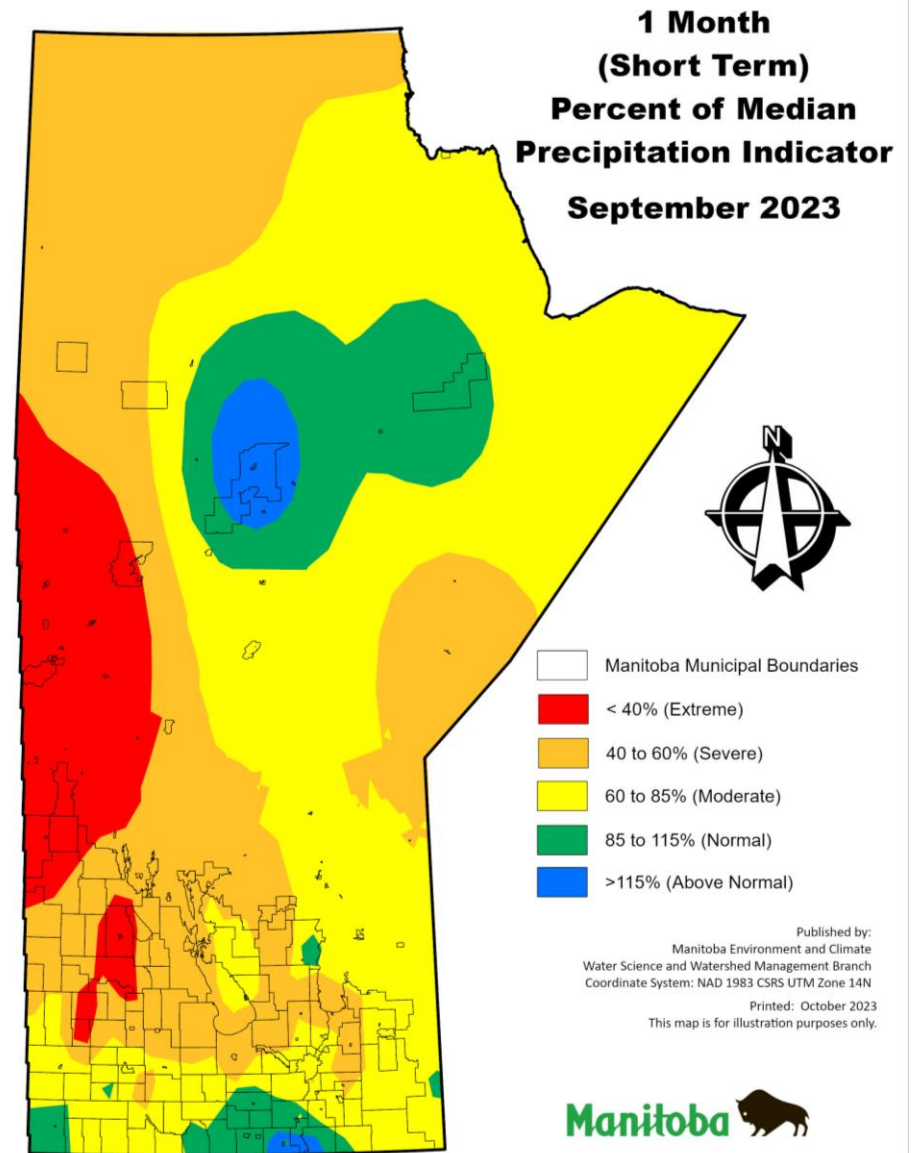 1 Month
(Short Term)
Percent of Median
Precipitation Indicator
September 2023
N
Manitoba Municipal Boundaries
< 40% (Extreme)
40 to 60% (Severe)
60 to 85% (Moderate)
85 to 115% (Normal)
>115% (Above Normal)
Published by:
Manitoba Environment and Climate
Water Science and Watershed Management Branch
Coordinate System: NAD 1983 CSRS UTM Zone 14N
Printed: October 2023
This map is for illustration purposes only.
Manitoba